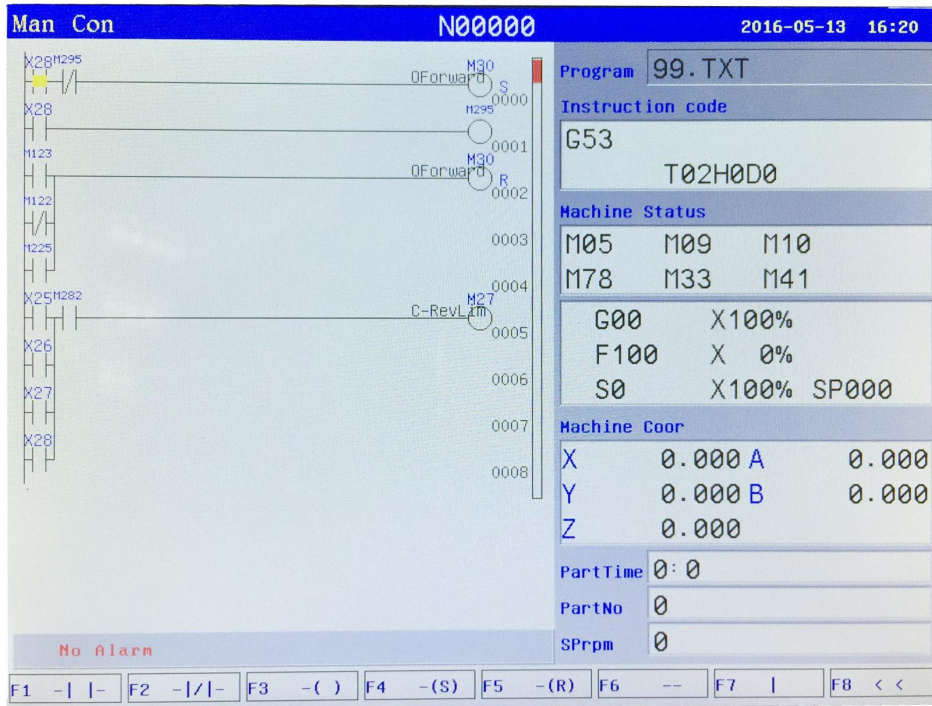 Man Con N00000 2016-05-13 16:20
X28 M295 OForward M30 S 0000
X28 M295 0001
M123 OForward M30 R 0002
M122
M225 0003
0004
X25 M282 C-RevLim M27 0005
X26
X27 0006
0007
X28
0008
No Alarm
Program 99.TXT
Instruction code
G53
T02H0D0
Machine Status
M05 M09 M10
M78 M33 M41
G00 X100%
F100 X 0%
S0 X100% SP000
Machine Coor
X 0.000 A 0.000
Y 0.000 B 0.000
Z 0.000
PartTime 0:0
PartNo 0
SPrpm 0
F1 -| |- F2 -|/|- F3 -( ) F4 -(S) F5 -(R) F6 -- F7 | F8 < <